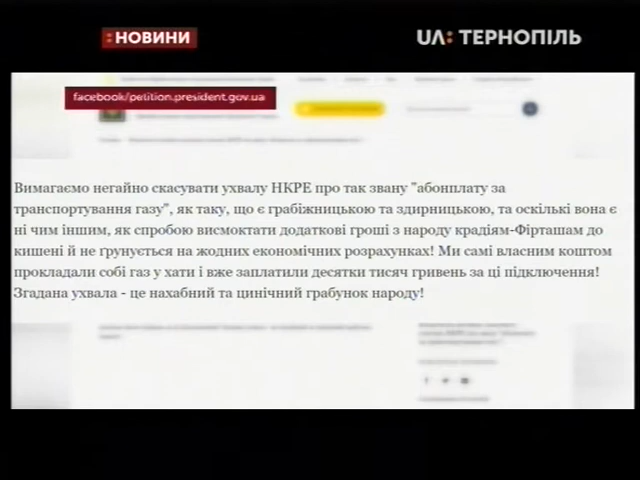 :НОВИНИ
UA: ТЕРНОПІЛЬ
facebook/petition.president.gov.ua
Вимагаємо негайно скасувати ухвалу НКРЕ про так звану "абонплату за
транспортування газу", як таку, що є грабіжницькою та здирницькою, та оскільки вона є
ні чим іншим, як спробою висмоктати додаткові гроші з народу крадіям-Фірташам до
кишені й не ґрунується на жодних економічних розрахунках! Ми самі власним коштом
прокладали собі газ у хати і вже заплатили десятки тисяч гривень за ці підключення!
Згадана ухвала - це нахабний та цинічний грабунок народу!